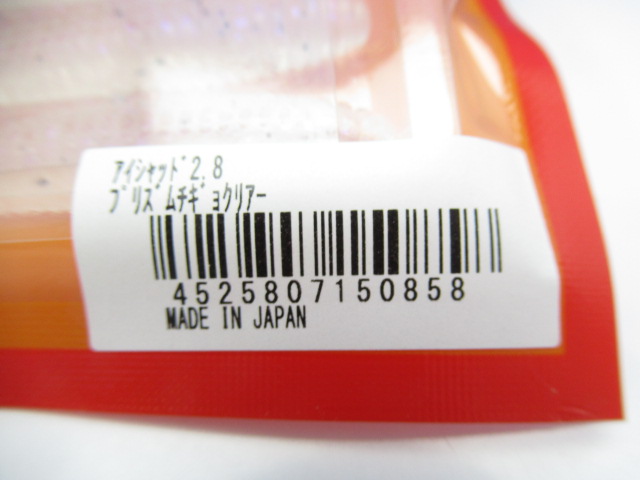 ｱｲｼｬｯﾄﾞ2.8
ﾌﾟﾘｽﾞﾑﾁｷﾞｮｸﾘｱｰ
4525807150858
MADE IN JAPAN